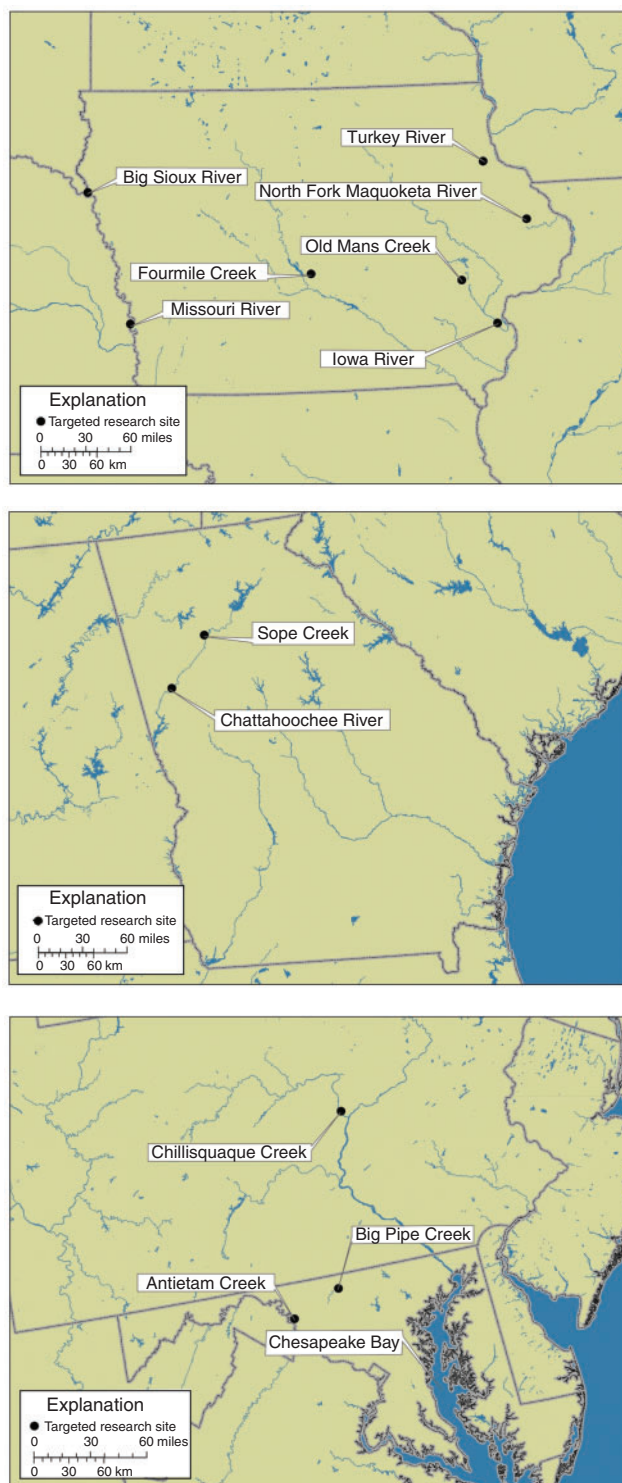 Turkey River
Big Sioux River
North Fork Maquoketa River
Old Mans Creek
Fourmile Creek
Missouri River
Iowa River
Explanation
Targeted research site
0 30 60 miles
0 30 60 km
Sope Creek
Chattahoochee River
Explanation
Targeted research site
0 30 60 miles
0 30 60 km
Chillisquaque Creek
Big Pipe Creek
Antietam Creek
Chesapeake Bay
Explanation
Targeted research site
0 30 60 miles
0 30 60 km